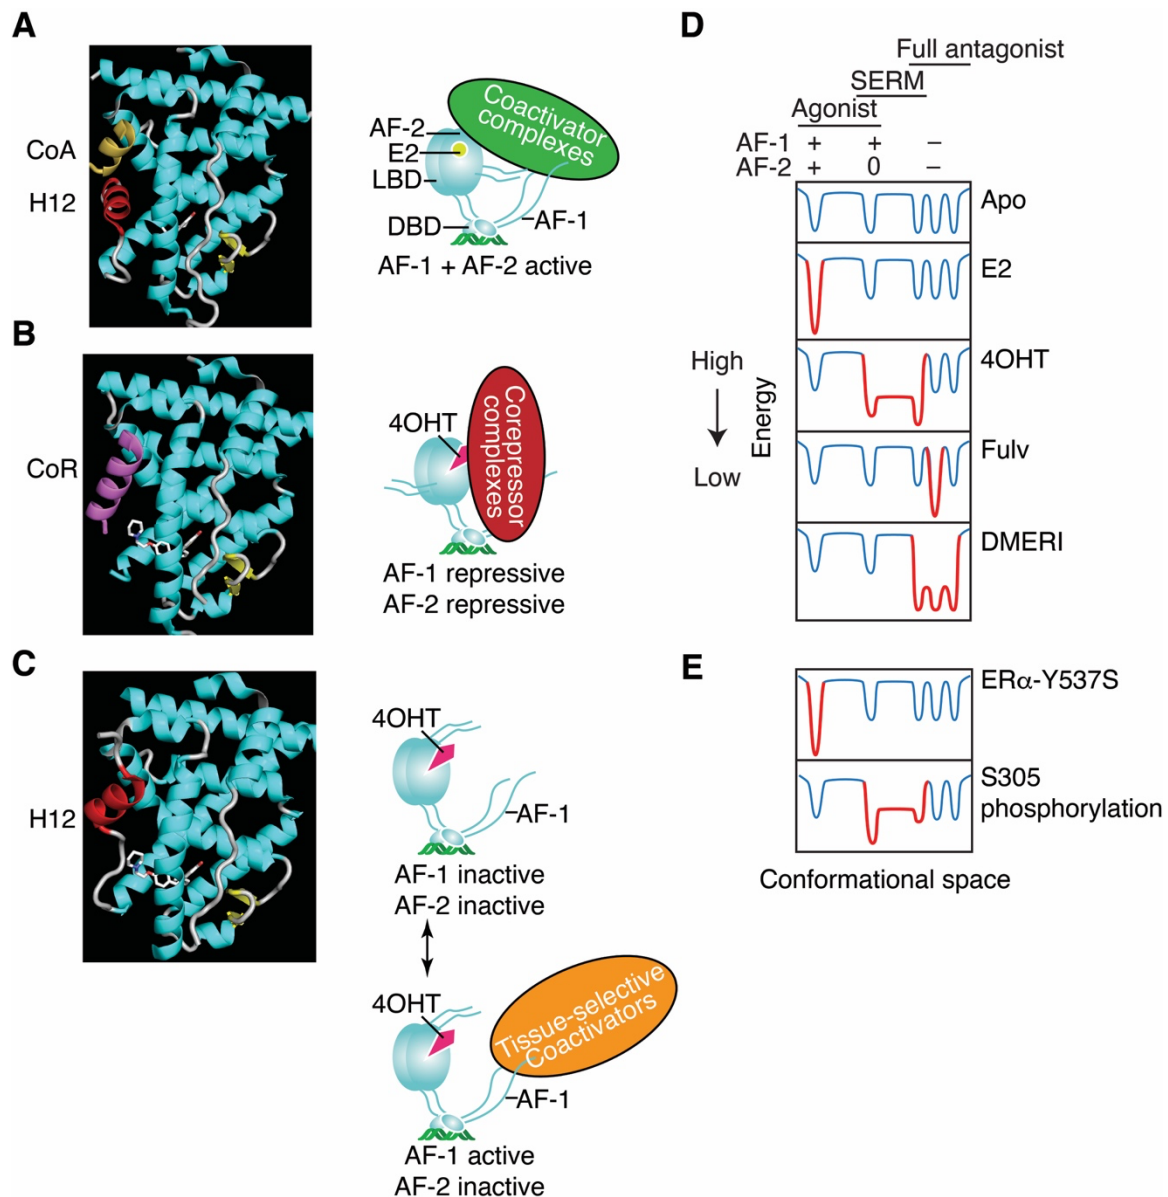 A
CoA
H12
AF-2
E2
LBD
DBD
AF-1
Coactivator
complexes
AF-1 + AF-2 active
B
CoR
4OHT
Corepressor
complexes
AF-1 repressive
AF-2 repressive
C
H12
4OHT
AF-1
AF-1 inactive
AF-2 inactive
4OHT
Tissue-selective
Coactivators
AF-1
AF-1 active
AF-2 inactive
D
Full antagonist
SERM
Agonist
AF-1 + + −
AF-2 + 0 −
Apo
E2
4OHT
Fulv
DMERI
High
Low
Energy
E
ERα-Y537S
S305
phosphorylation
Conformational space